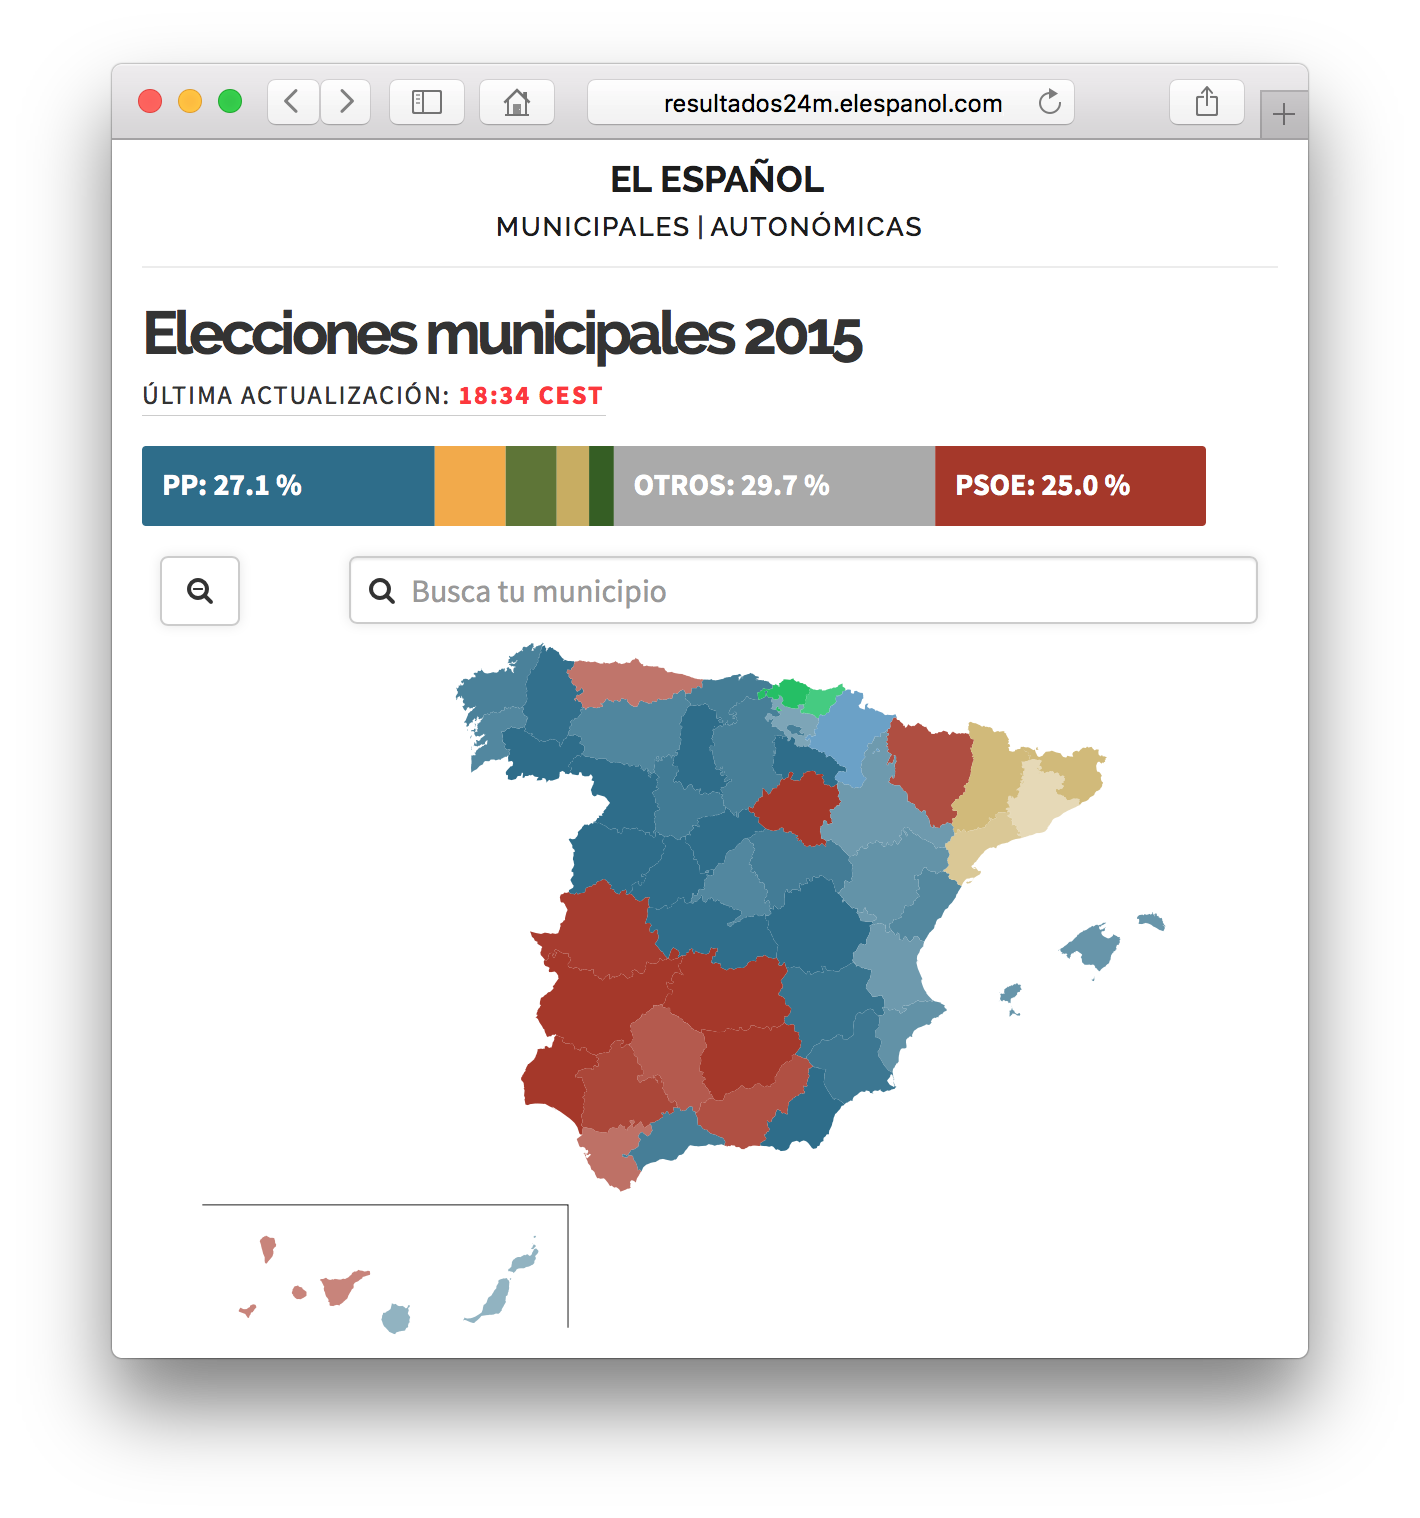 resultados24m.elespanol.com
EL ESPAÑOL
MUNICIPALES | AUTONÓMICAS
Elecciones municipales 2015
ÚLTIMA ACTUALIZACIÓN: 18:34 CEST
PP: 27.1 % OTROS: 29.7 % PSOE: 25.0 %
Busca tu municipio